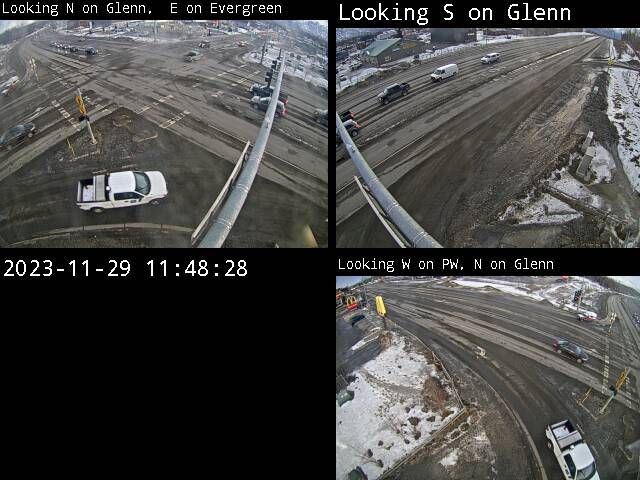 Looking N on Glenn,  E on Evergreen
Looking S on Glenn
2023-11-29 11:48:28
Looking W on PW, N on Glenn